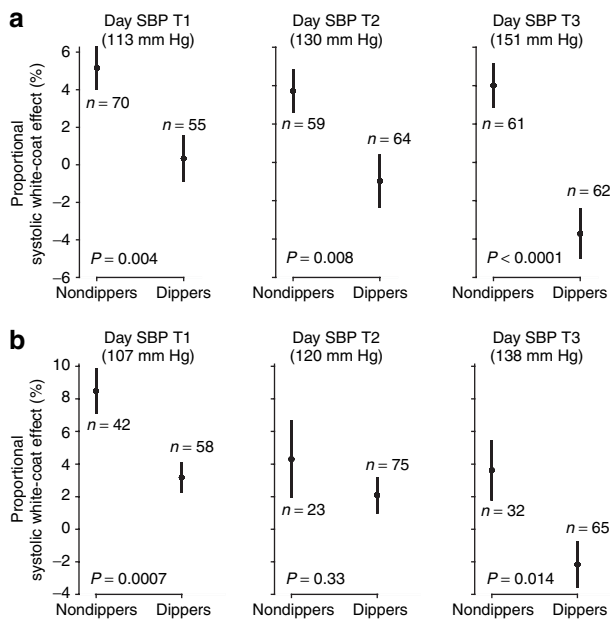 a
Day SBP T1
(113 mm Hg)
Day SBP T2
(130 mm Hg)
Day SBP T3
(151 mm Hg)
Proportional
systolic white-coat effect (%)
6
4
2
0
−2
−4
−6
n = 70
n = 55
P = 0.004
Nondippers Dippers
n = 59
n = 64
P = 0.008
Nondippers Dippers
n = 61
n = 62
P < 0.0001
Nondippers Dippers
b
Day SBP T1
(107 mm Hg)
Day SBP T2
(120 mm Hg)
Day SBP T3
(138 mm Hg)
Proportional
systolic white-coat effect (%)
10
8
6
4
2
0
−2
−4
n = 42
n = 58
P = 0.0007
Nondippers Dippers
n = 23
n = 75
P = 0.33
Nondippers Dippers
n = 32
n = 65
P = 0.014
Nondippers Dippers